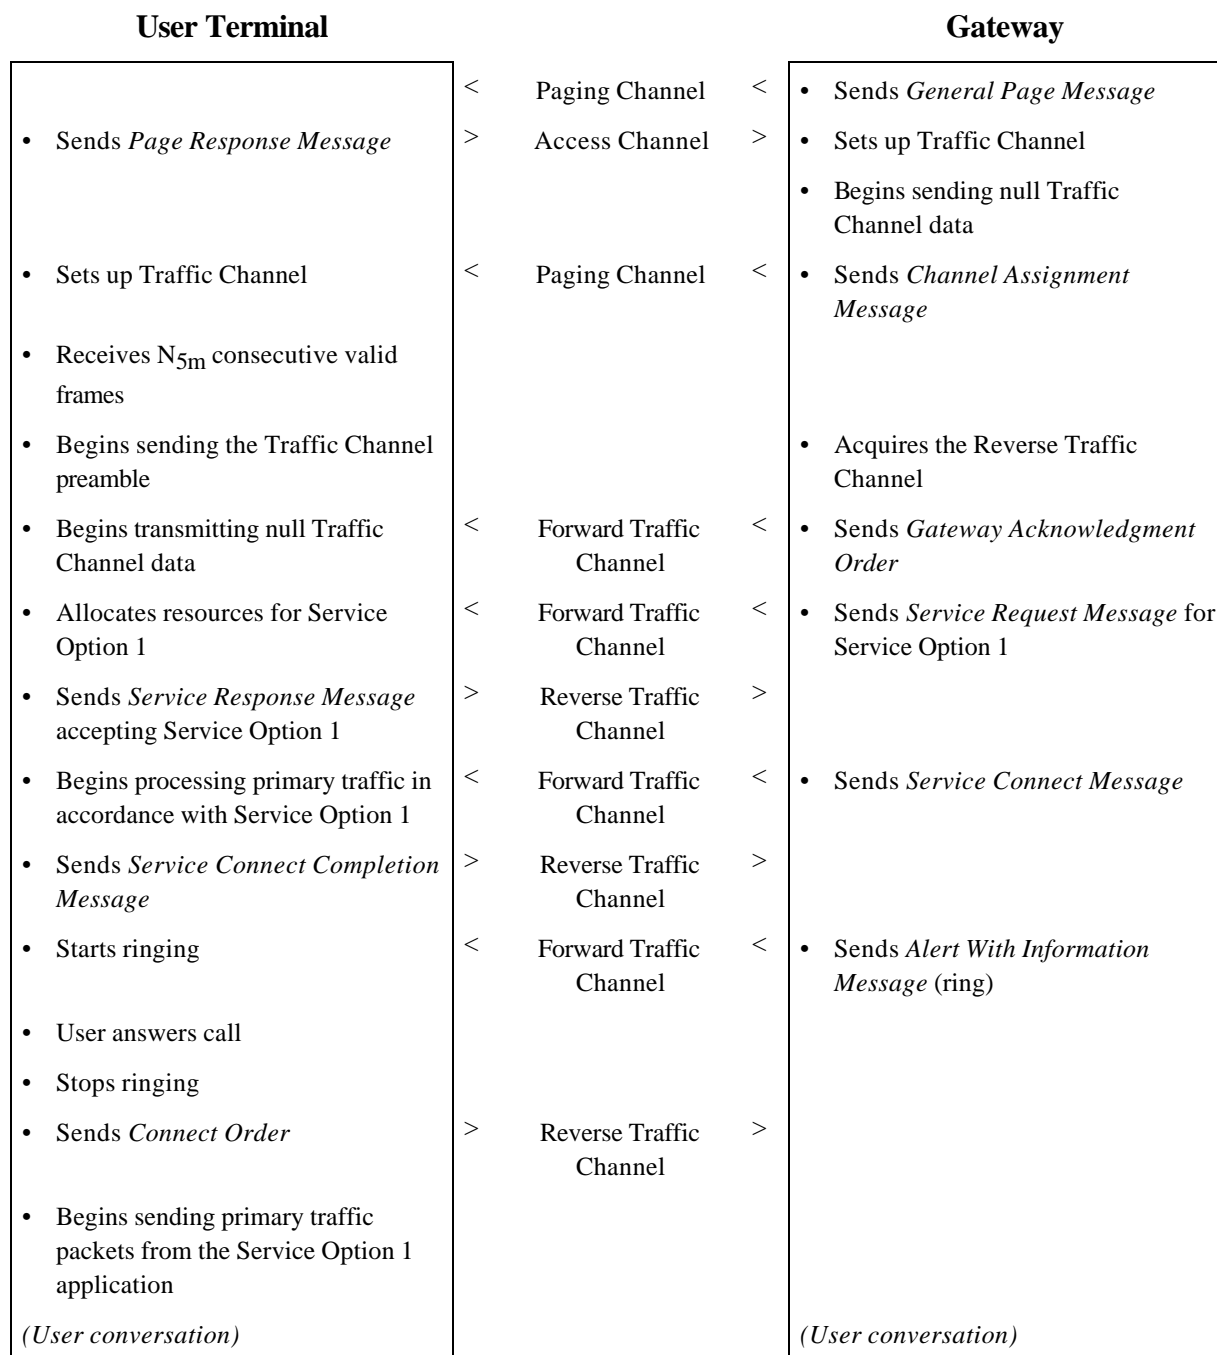 User Terminal Gateway
< Paging Channel < • Sends General Page Message
• Sends Page Response Message > Access Channel > • Sets up Traffic Channel
• Begins sending null Traffic
Channel data
• Sets up Traffic Channel < Paging Channel < • Sends Channel Assignment
Message
• Receives N5m consecutive valid
frames
• Begins sending the Traffic Channel • Acquires the Reverse Traffic
preamble Channel
• Begins transmitting null Traffic < Forward Traffic < • Sends Gateway Acknowledgment
Channel data Channel Order
• Allocates resources for Service < Forward Traffic < • Sends Service Request Message for
Option 1 Channel Service Option 1
• Sends Service Response Message > Reverse Traffic >
accepting Service Option 1 Channel
• Begins processing primary traffic in < Forward Traffic < • Sends Service Connect Message
accordance with Service Option 1 Channel
• Sends Service Connect Completion > Reverse Traffic >
Message Channel
• Starts ringing < Forward Traffic < • Sends Alert With Information
Channel Message (ring)
• User answers call
• Stops ringing
• Sends Connect Order > Reverse Traffic >
Channel
• Begins sending primary traffic
packets from the Service Option 1
application
(User conversation) (User conversation)